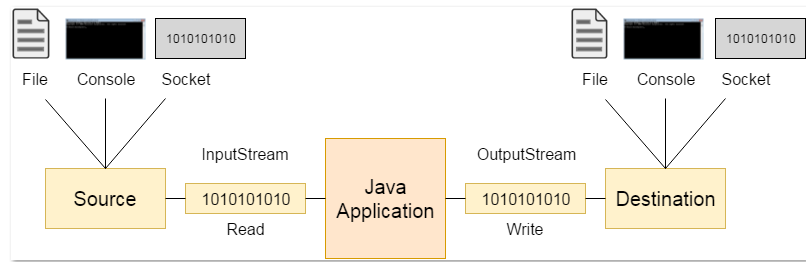 1010101010
1010101010
File
Console
Socket
File
Console
Socket
InputStream
OutputStream
Source
1010101010
Java
Application
1010101010
Destination
Read
Write